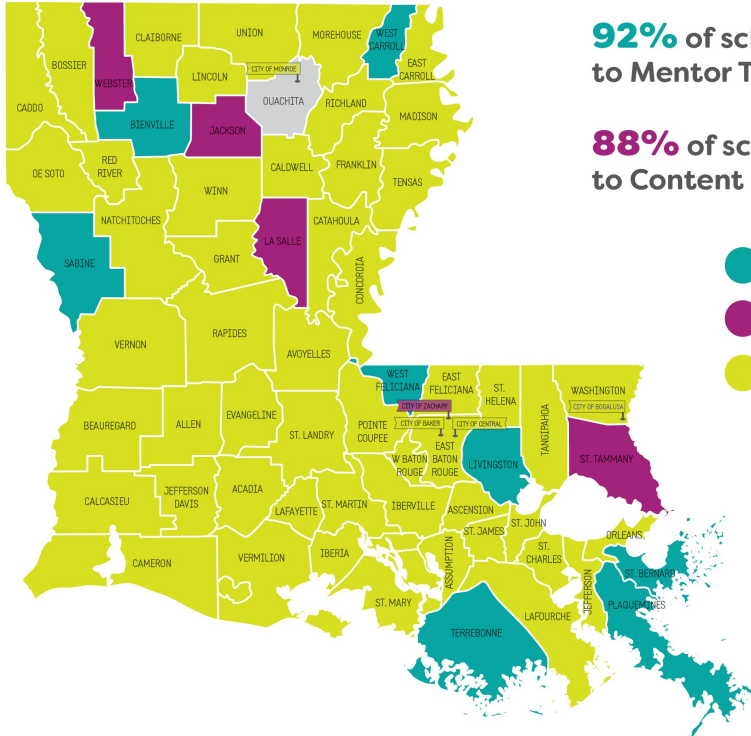 92% of sc
to Mentor T
88% of sc
to Content
UNION
MOREHOUSE
WEST
CARROLL
CLAIBORNE
BOSSIER
WEBSTER
LINCOLN
CITY OF MONROE
EAST
CARROLL
OUACHITA
RICHLAND
CADDO
MADISON
BIENVILLE
JACKSON
RED
RIVER
CALDWELL
FRANKLIN
DE SOTO
TENSAS
WINN
NATCHITOCHES
CATAHOULA
LA SALLE
SABINE
GRANT
CONCORDIA
RAPIDES
VERNON
AVOYELLES
WEST
FELICIANA
EAST
FELICIANA
ST.
HELENA
TANGIPAHOA
WASHINGTON
CITY OF ZACHARY
CITY OF BOGALUSA
BEAUREGARD
ALLEN
EVANGELINE
ST. LANDRY
POINTE
COUPEE
CITY OF BAKER
CITY OF CENTRAL
W BATON
ROUGE
EAST
BATON
ROUGE
LIVINGSTON
ST. TAMMANY
CALCASIEU
JEFFERSON
DAVIS
ACADIA
LAFAYETTE
ST. MARTIN
IBERVILLE
ASCENSION
ST. JAMES
ST. JOHN
ORLEANS
CAMERON
VERMILION
IBERIA
ASSUMPTION
ST.
CHARLES
JEFFERSON
ST. BERNARD
ST. MARY
PLAQUEMINES
TERREBONNE
LAFOURCHE